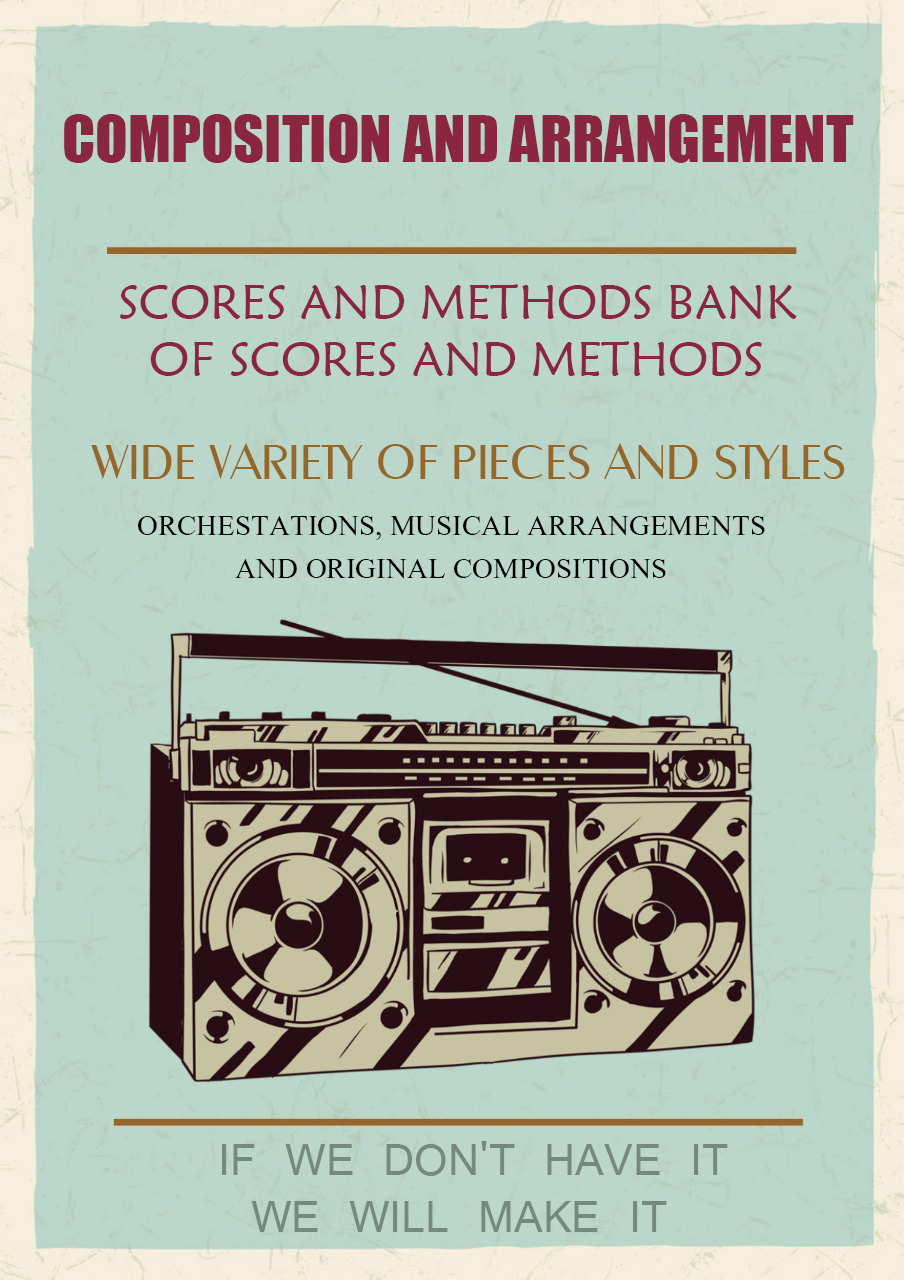 COMPOSITION AND ARRANGEMENT
SCORES AND METHODS BANK
OF SCORES AND METHODS
WIDE VARIETY OF PIECES AND STYLES
ORCHESTATIONS, MUSICAL ARRANGEMENTS
AND ORIGINAL COMPOSITIONS
IF WE DON'T HAVE IT
WE WILL MAKE IT